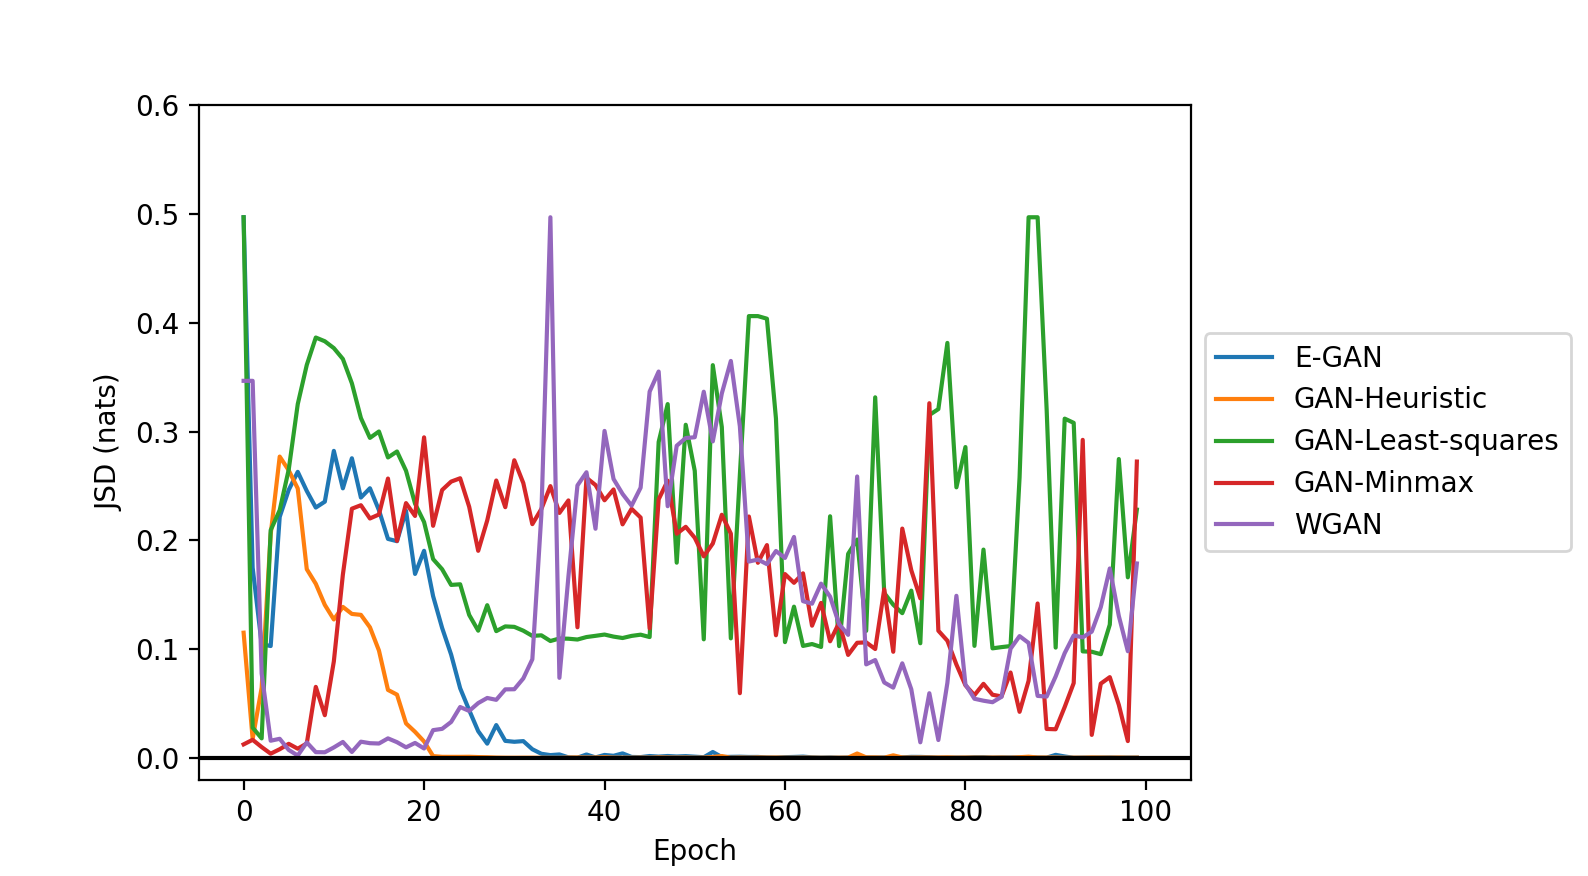 0.6
0.5
0.4
0.3
0.2
0.1
0.0
JSD (nats)
0 20 40 60 80 100
Epoch
E-GAN
GAN-Heuristic
GAN-Least-squares
GAN-Minmax
WGAN